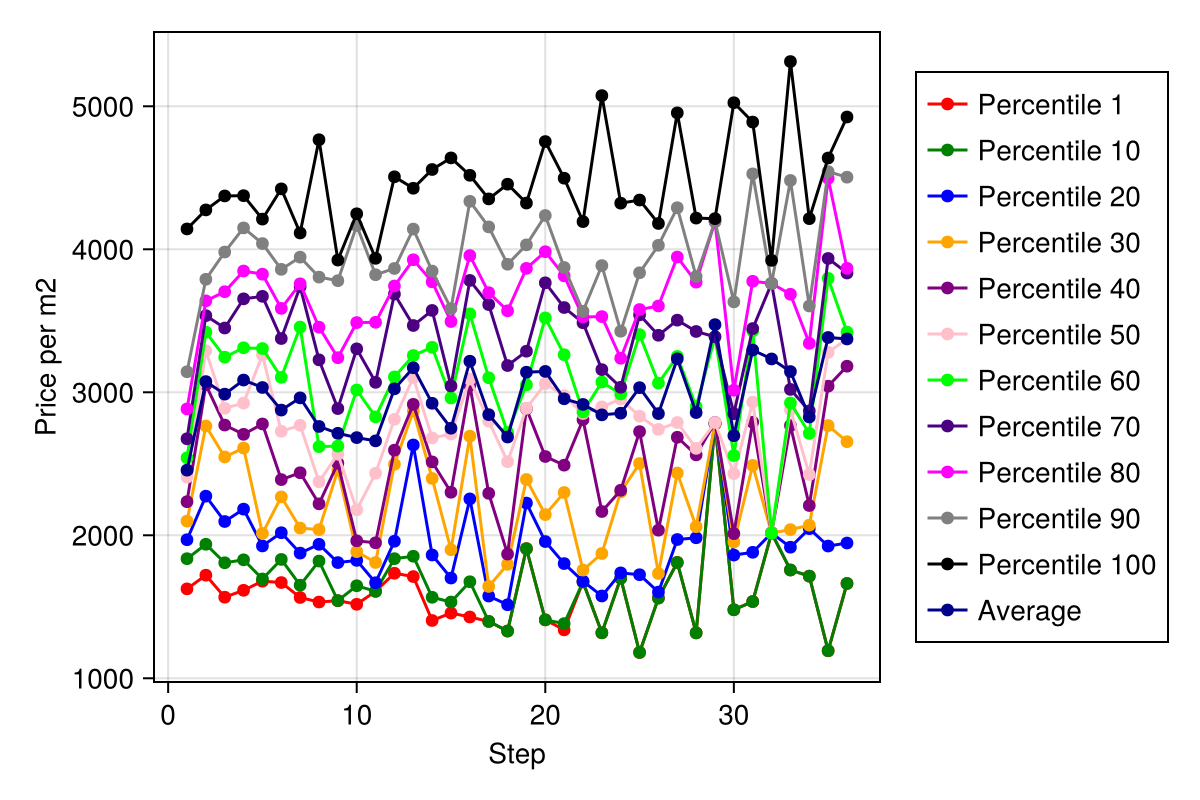 Price per m2
5000
4000
3000
2000
1000
0
10
20
30
Step
Percentile 1
Percentile 10
Percentile 20
Percentile 30
Percentile 40
Percentile 50
Percentile 60
Percentile 70
Percentile 80
Percentile 90
Percentile 100
Average